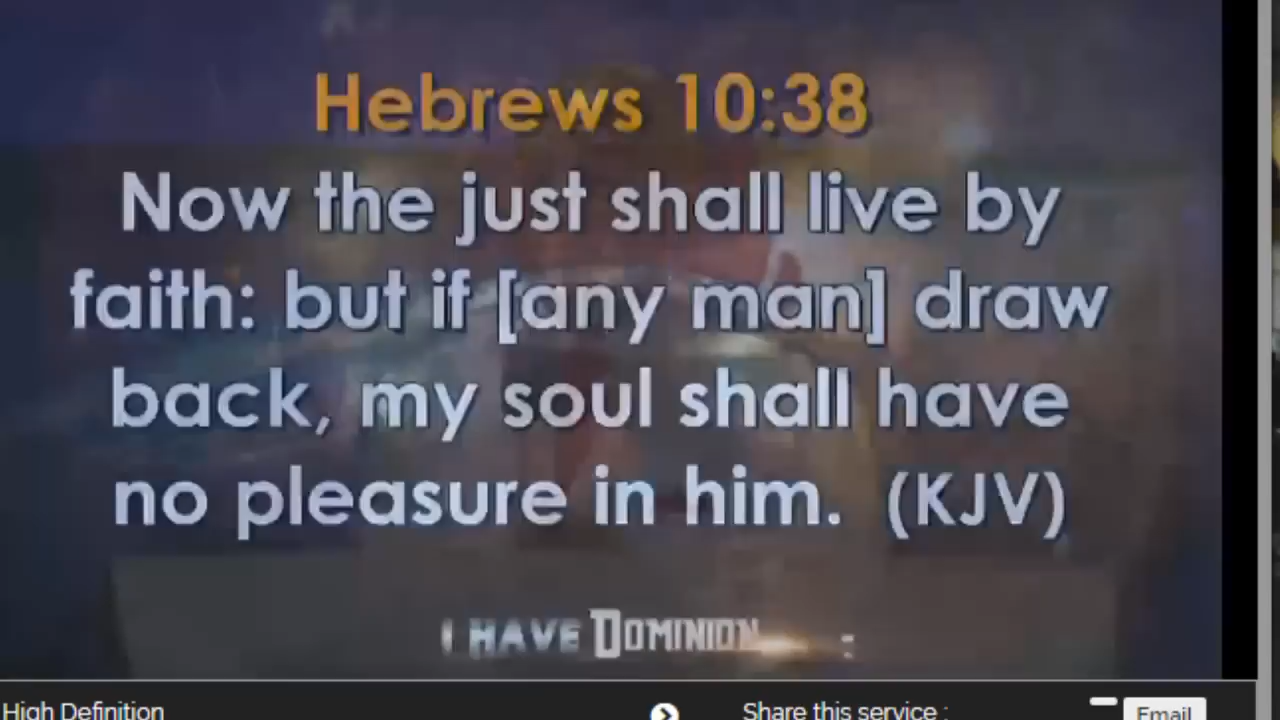 Hebrews 10:38
Now the just shall live by
faith: but if [any man] draw
back, my soul shall have
no pleasure in him. (KJV)
I HAVE DOMINION
High Definition
Share this service :
Email